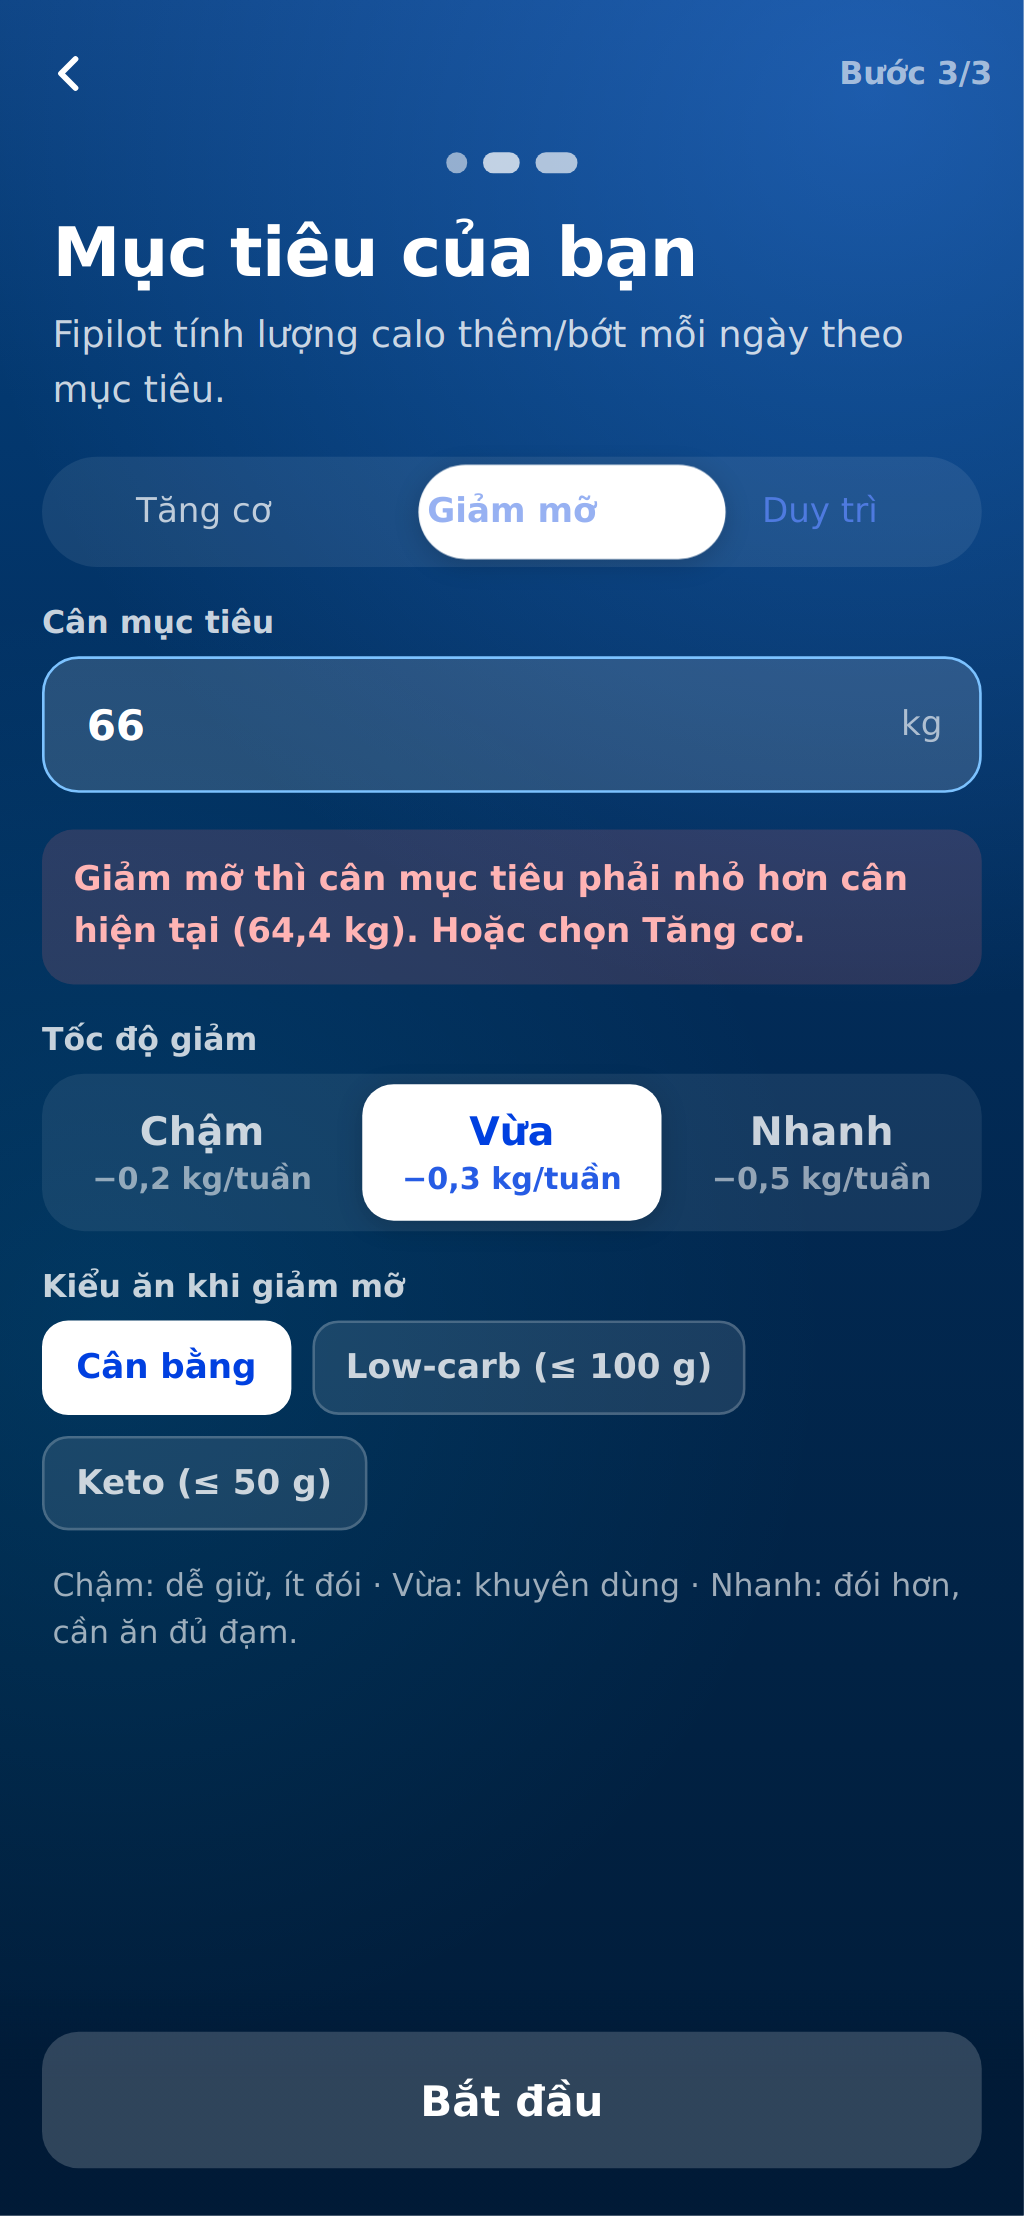 Bước 3/3
Mục tiêu của bạn
Fipilot tính lượng calo thêm/bớt mỗi ngày theo
mục tiêu.
Tăng cơ Giảm mỡ Duy trì
Cân mục tiêu
66 kg
Giảm mỡ thì cân mục tiêu phải nhỏ hơn cân
hiện tại (64,4 kg). Hoặc chọn Tăng cơ.
Tốc độ giảm
Chậm Vừa Nhanh
−0,2 kg/tuần −0,3 kg/tuần −0,5 kg/tuần
Kiểu ăn khi giảm mỡ
Cân bằng Low-carb (≤ 100 g)
Keto (≤ 50 g)
Chậm: dễ giữ, ít đói · Vừa: khuyên dùng · Nhanh: đói hơn,
cần ăn đủ đạm.
Bắt đầu